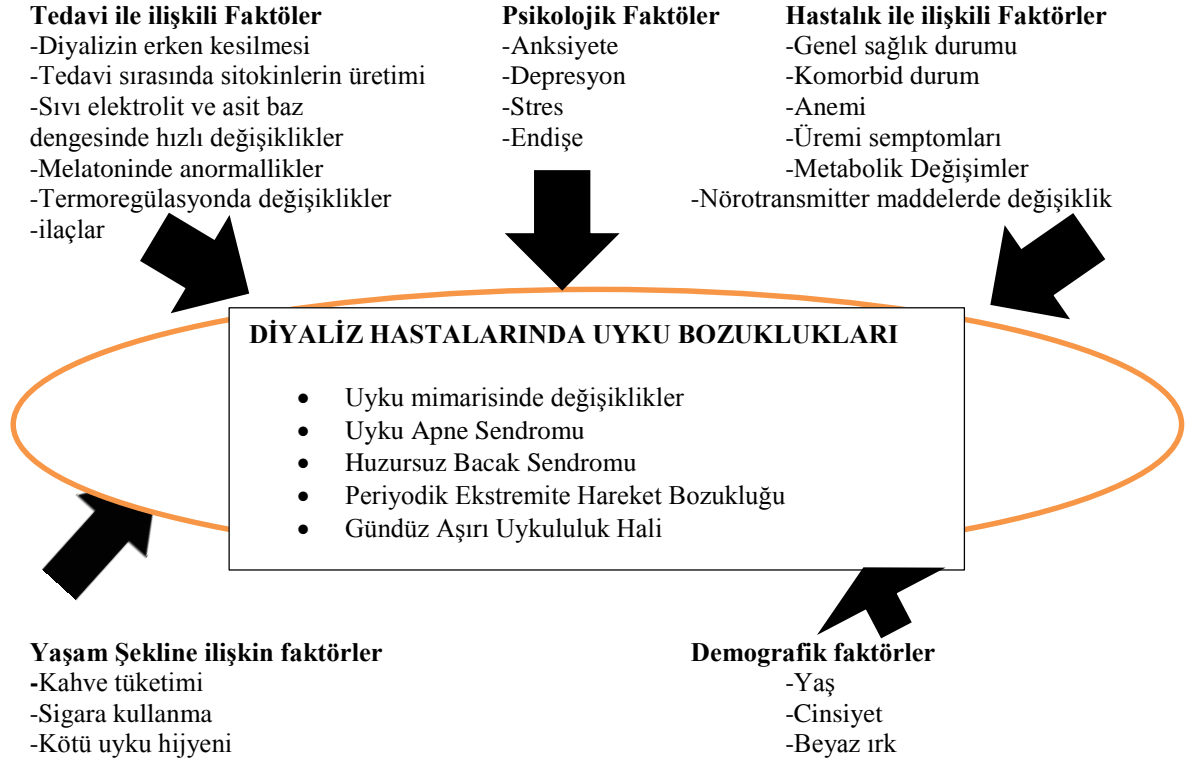 Tedavi ile ilişkili Faktöler
-Diyalizin erken kesilmesi
-Tedavi sırasında sitokinlerin üretimi
-Sıvı elektrolit ve asit baz
dengesinde hızlı değişiklikler
-Melatoninde anormallikler
-Termoregülasyonda değişiklikler
-ilaçlar
Psikolojik Faktöler
-Anksiyete
-Depresyon
-Stres
-Endişe
Hastalık ile ilişkili Faktörler
-Genel sağlık durumu
-Komorbid durum
-Anemi
-Üremi semptomları
-Metabolik Değişimler
-Nörotransmitter maddelerde değişiklik
DİYALİZ HASTALARINDA UYKU BOZUKLUKLARI
• Uyku mimarisinde değişiklikler
• Uyku Apne Sendromu
• Huzursuz Bacak Sendromu
• Periyodik Ekstremite Hareket Bozukluğu
• Gündüz Aşırı Uykululuk Hali
Yaşam Şekline ilişkin faktörler
-Kahve tüketimi
-Sigara kullanma
-Kötü uyku hijyeni
Demografik faktörler
-Yaş
-Cinsiyet
-Beyaz ırk